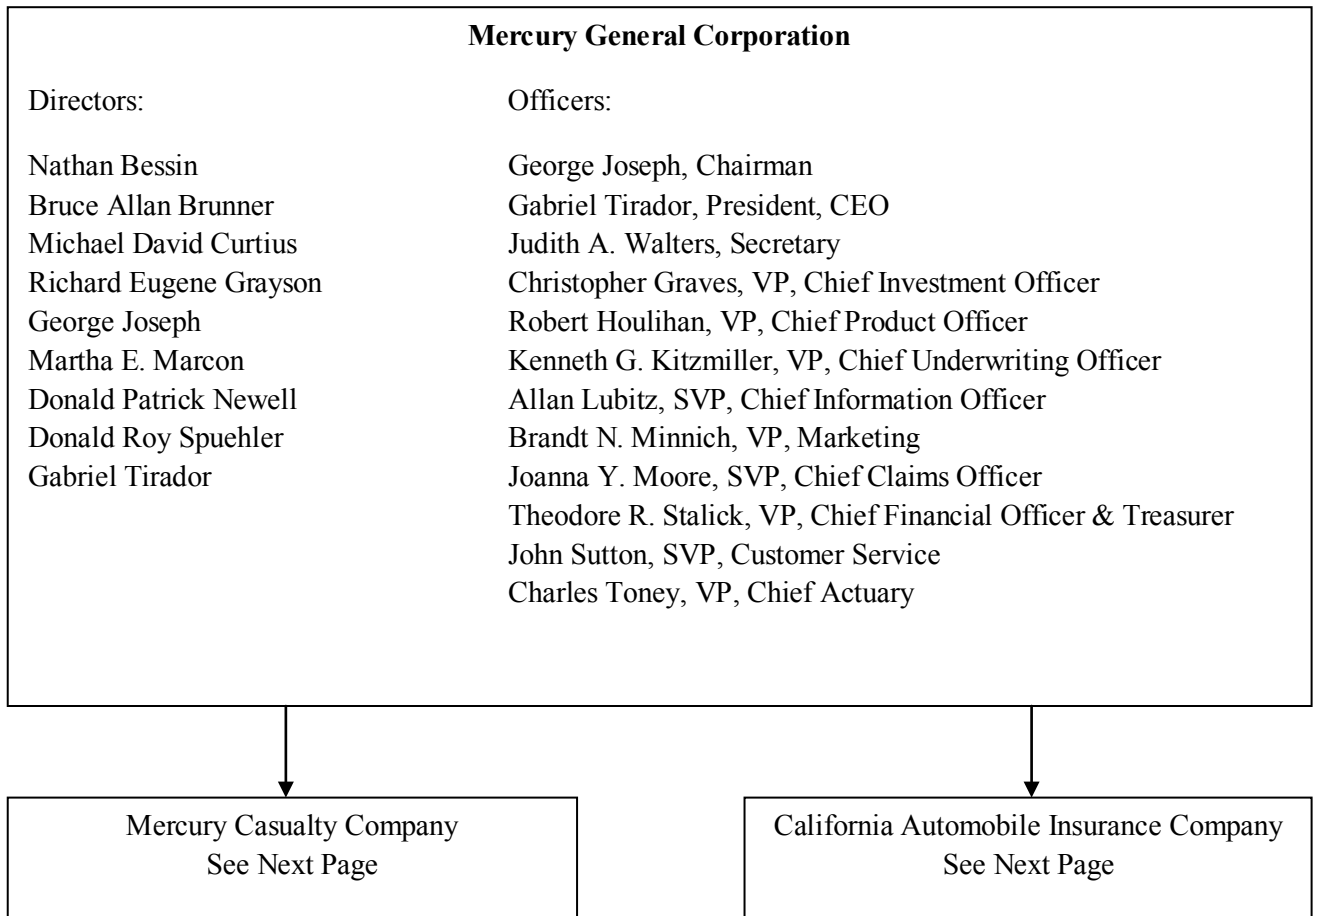 Mercury General Corporation
Directors:
Nathan Bessin
Bruce Allan Brunner
Michael David Curtius
Richard Eugene Grayson
George Joseph
Martha E. Marcon
Donald Patrick Newell
Donald Roy Spuehler
Gabriel Tirador
Officers:
George Joseph, Chairman
Gabriel Tirador, President, CEO
Judith A. Walters, Secretary
Christopher Graves, VP, Chief Investment Officer
Robert Houlihan, VP, Chief Product Officer
Kenneth G. Kitzmiller, VP, Chief Underwriting Officer
Allan Lubitz, SVP, Chief Information Officer
Brandt N. Minnich, VP, Marketing
Joanna Y. Moore, SVP, Chief Claims Officer
Theodore R. Stalick, VP, Chief Financial Officer & Treasurer
John Sutton, SVP, Customer Service
Charles Toney, VP, Chief Actuary
Mercury Casualty Company
See Next Page
California Automobile Insurance Company
See Next Page